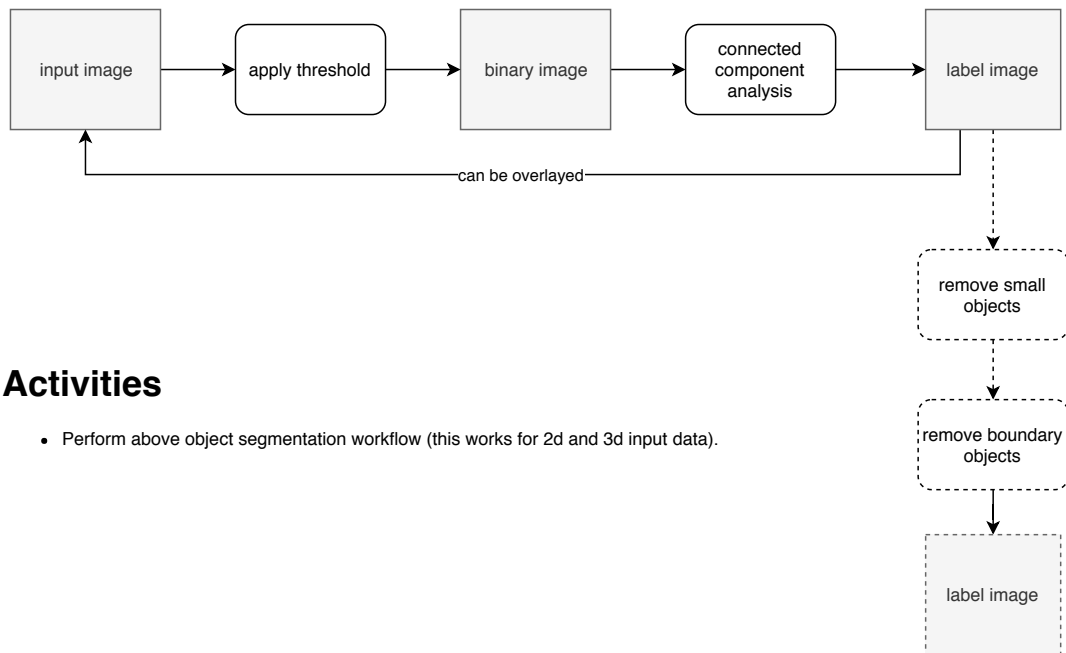 input image
apply threshold
binary image
connected
component
analysis
label image
can be overlayed
remove small
objects
Activities
• Perform above object segmentation workflow (this works for 2d and 3d input data).
remove boundary
objects
label image